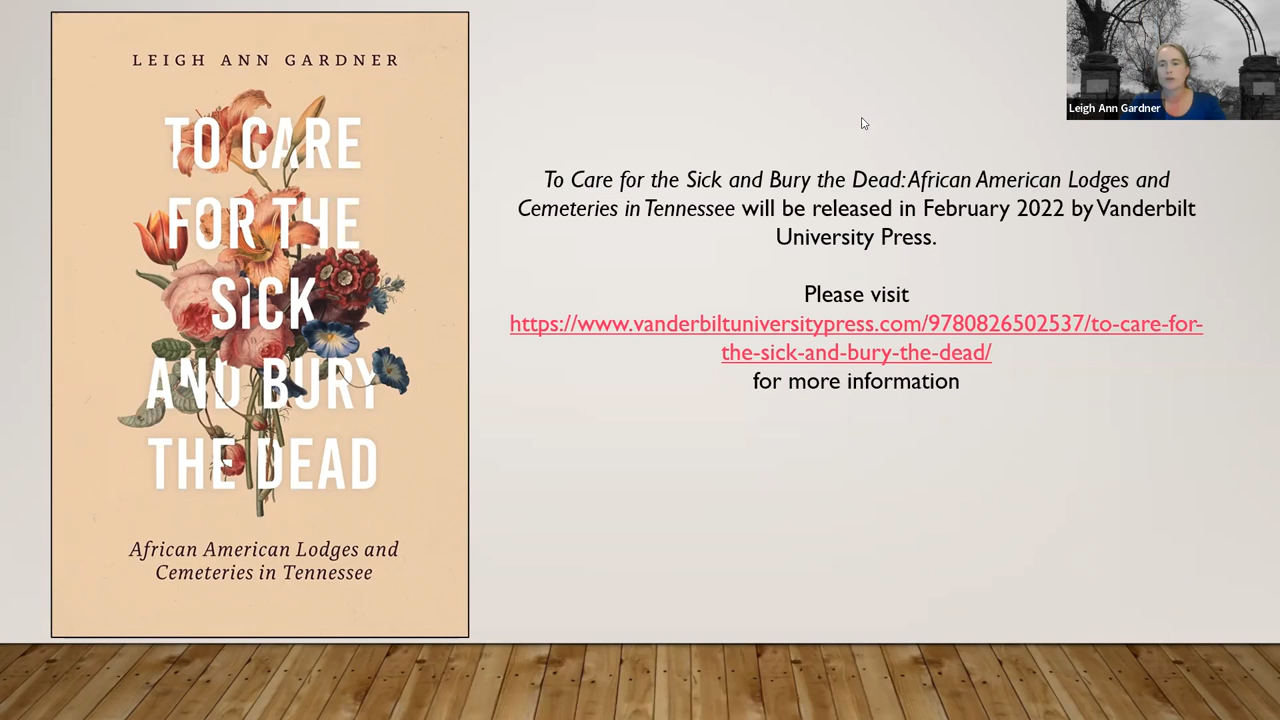 LEIGH ANN GARDNER
TO CARE
FOR THE
SICK
AND BURY
THE DEAD
African American Lodges and
Cemeteries in Tennessee
To Care for the Sick and Bury the Dead: African American Lodges and
Cemeteries in Tennessee will be released in February 2022 by Vanderbilt
University Press.
Please visit
https://www.vanderbiltuniversitypress.com/9780826502537/to-care-for-
the-sick-and-bury-the-dead/
for more information
Leigh Ann Gardner